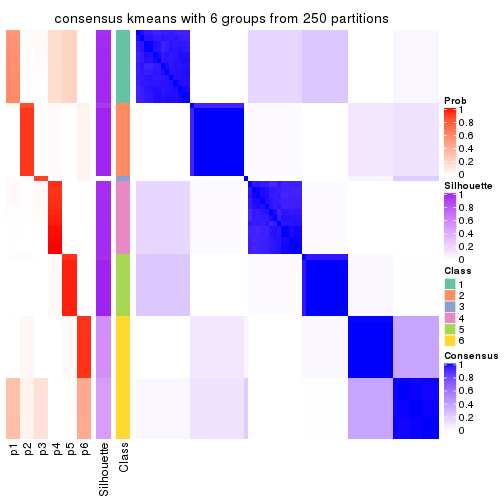 consensus kmeans with 6 groups from 250 partitions
Prob
1
0.8
0.6
0.4
0.2
0
Silhouette
1
0.8
0.6
0.4
0.2
0
Class
1
2
3
4
5
6
Consensus
1
0.8
0.6
0.4
0.2
0
p1
p2
p3
p4
p5
p6
Silhouette
Class